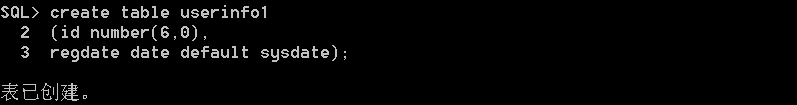 SQL> create table userinfo1
  2  (id number(6,0),
  3  regdate date default sysdate);
表已创建。